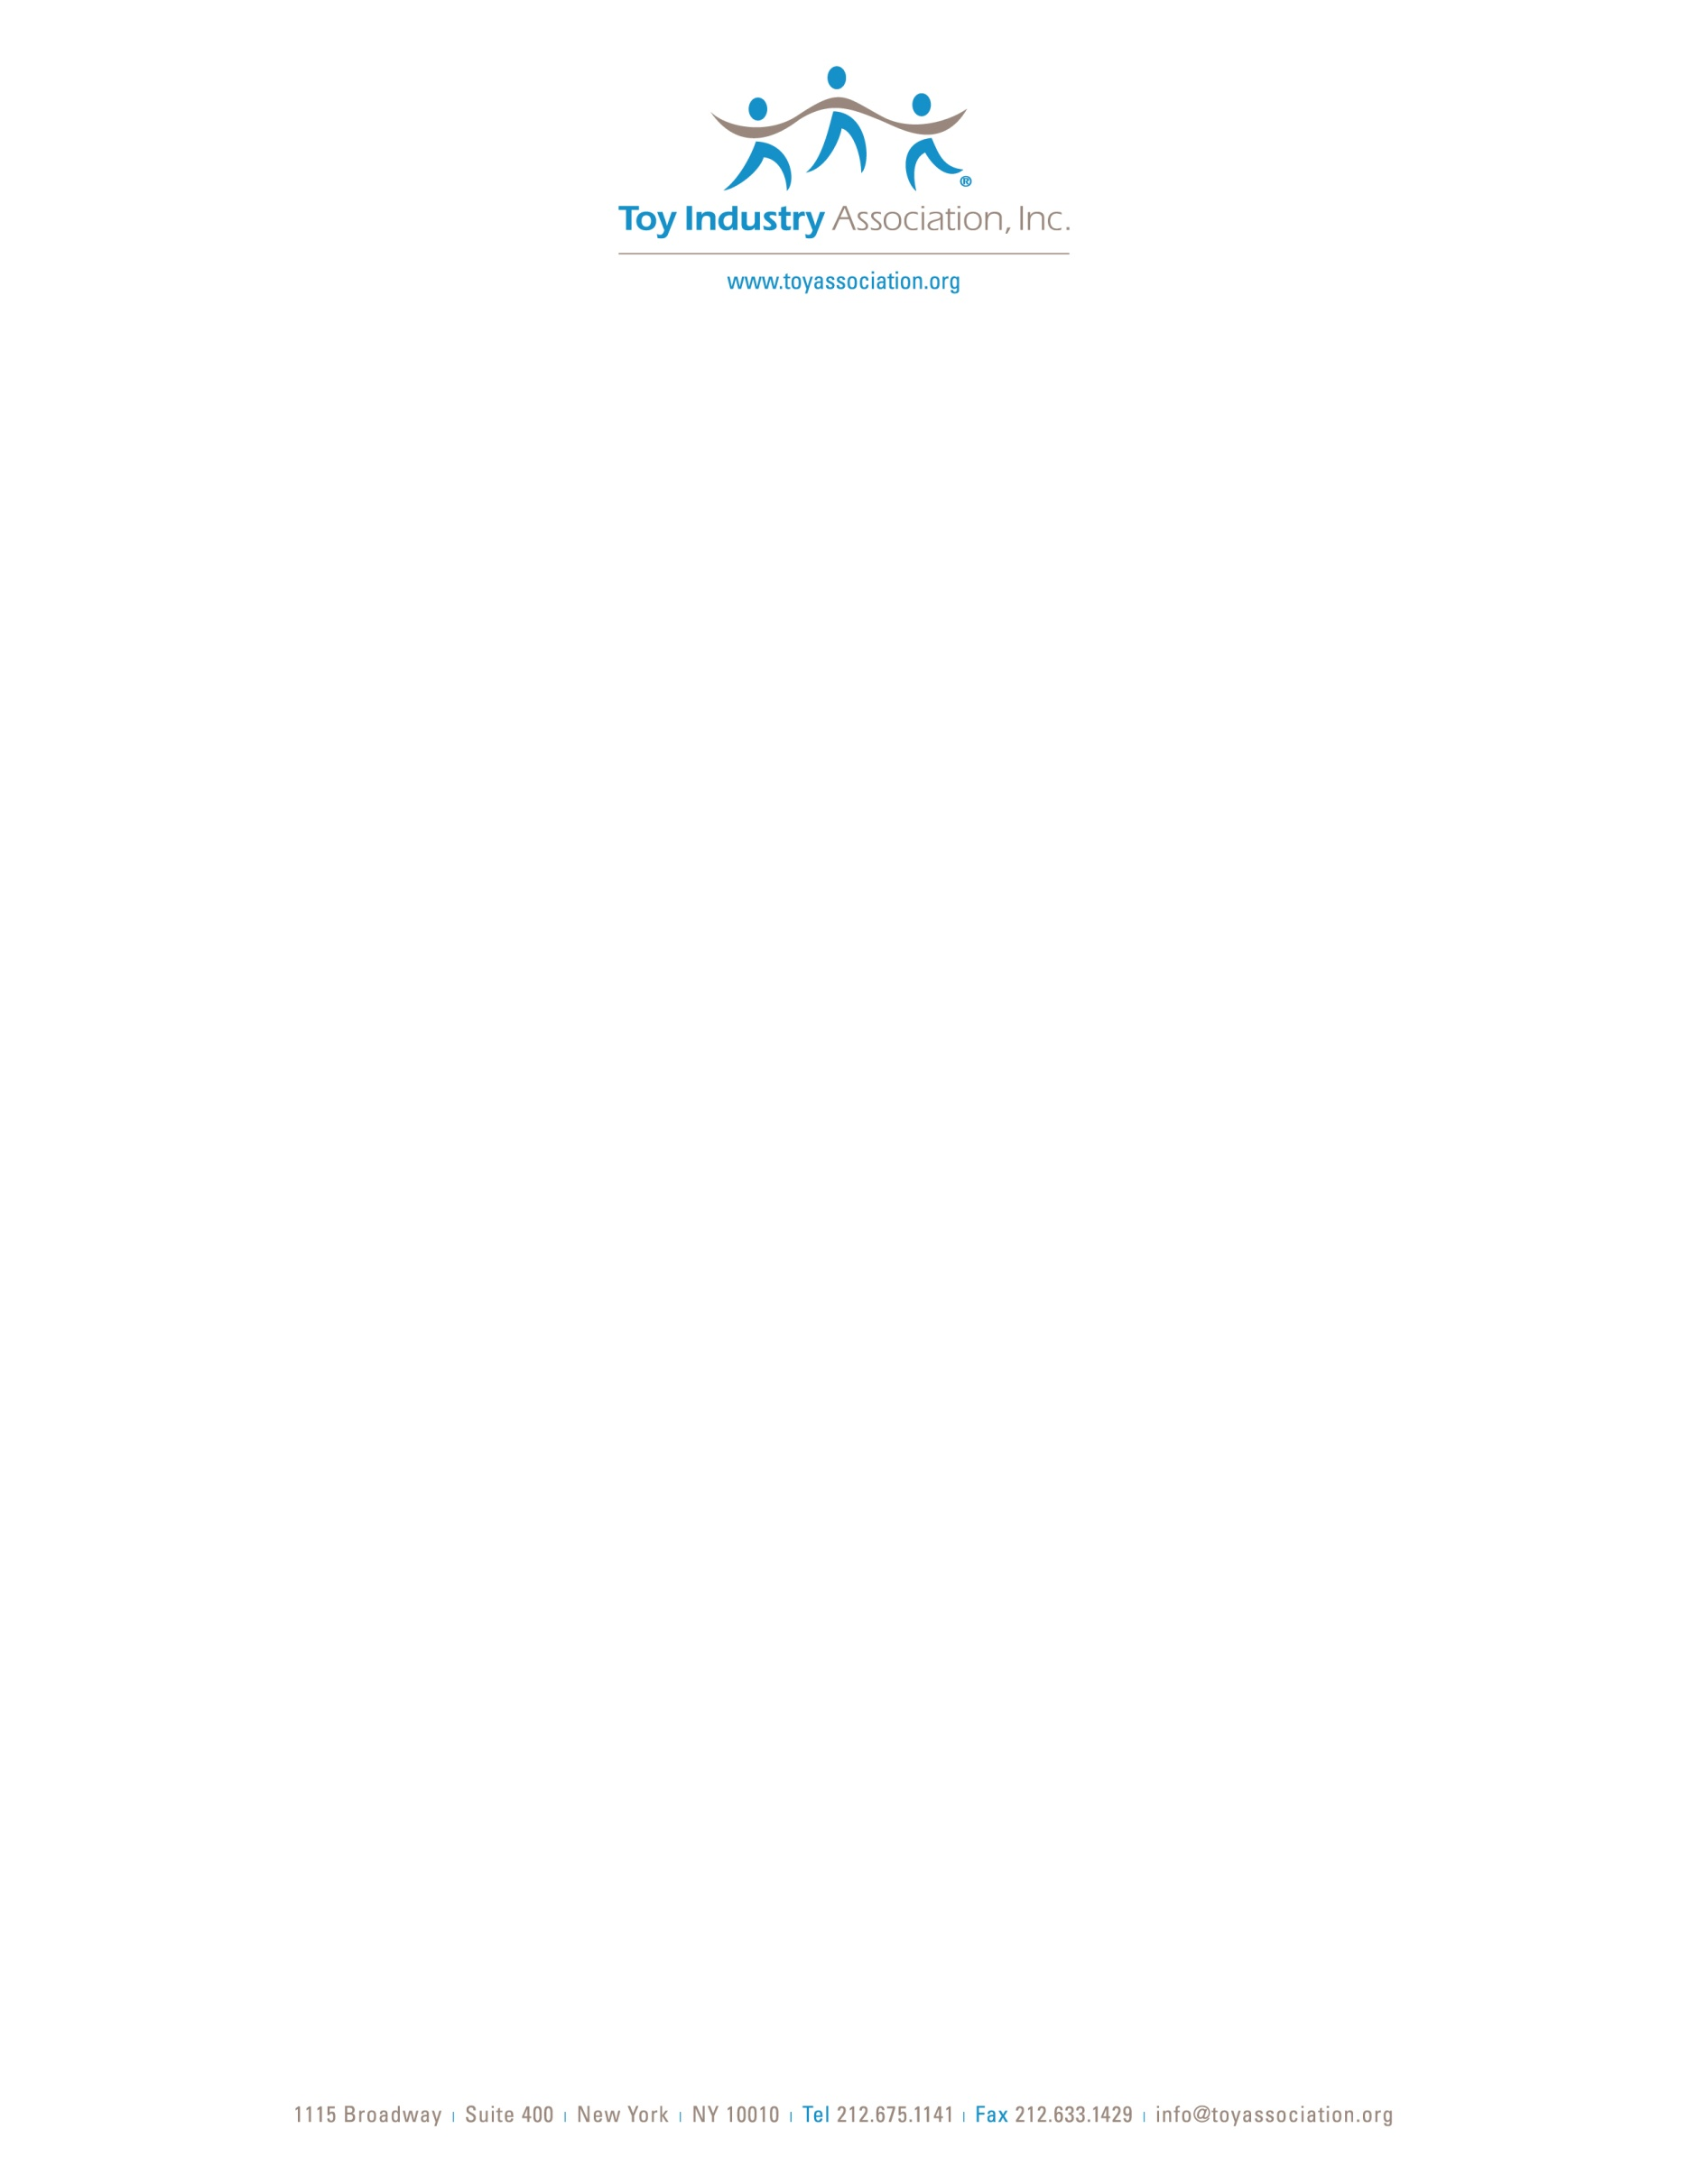 ®
Toy Industry Association, Inc.
www.toyassociation.org
1115 Broadway | Suite 400 | New York | NY 10010 | Tel 212.675.1141 | Fax 212.633.1429 | info@toyassociation.org